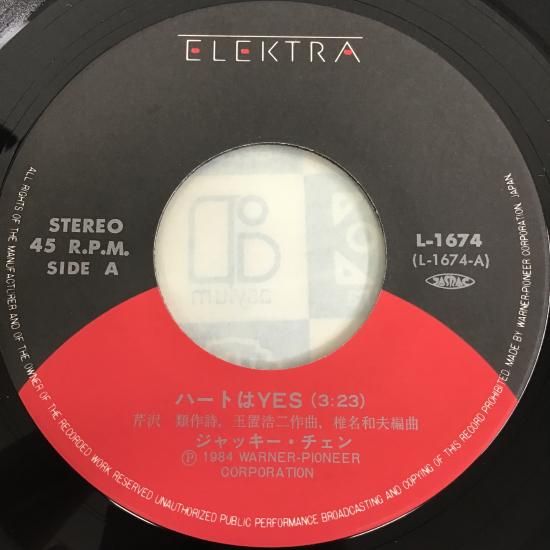 ELEKTRA
STEREO
45 R.P.M.
SIDE A
L-1674
(L-1674-A)
JASRAC
asylum
ハートはYES (3:23)
芹沢 類作詩, 玉置浩二作曲, 椎名和夫編曲
ジャッキー・チェン
Ⓟ 1984 WARNER-PIONEER
CORPORATION
ALL RIGHTS OF THE MANUFACTURER AND OF THE OWNER OF THE RECORDED WORK RESERVED UNAUTHORIZED PUBLIC PERFORMANCE BROADCASTING AND COPYING OF THIS RECORD PROHIBITED MADE BY WARNER-PIONEER CORPORATION, JAPAN.